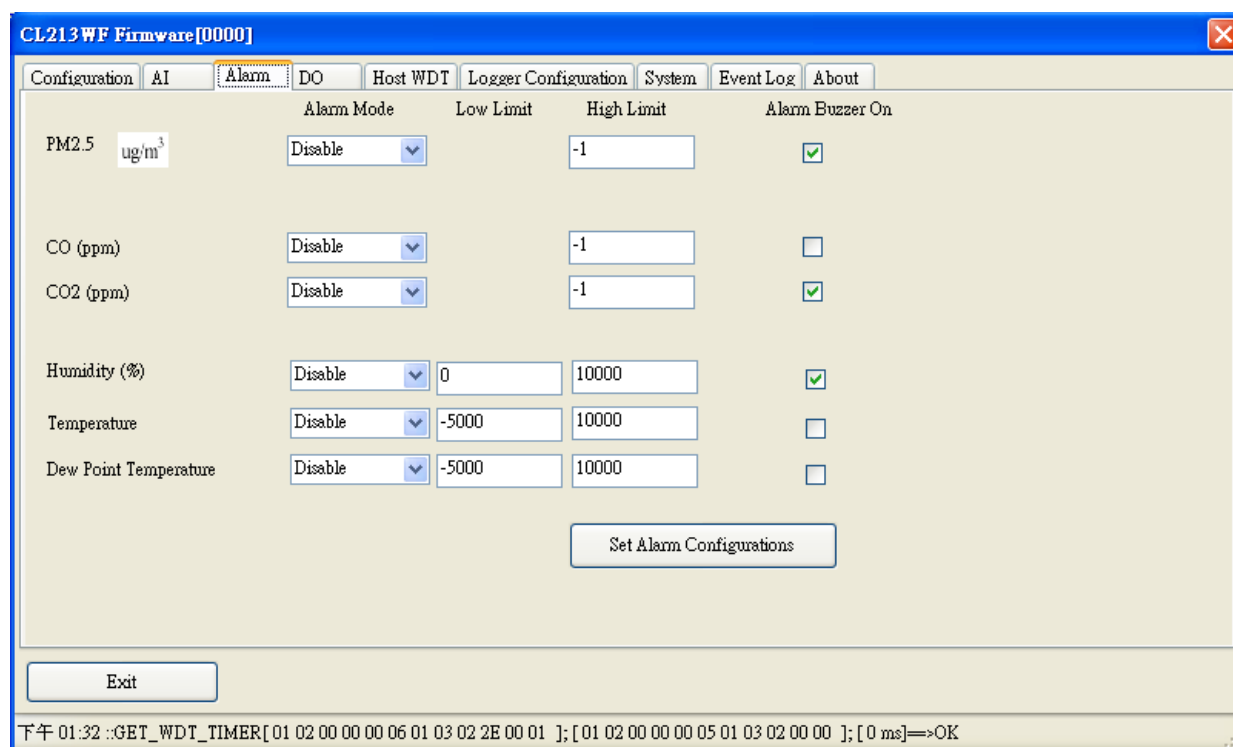 CL213WF Firmware[0000]
Configuration AI Alarm DO Host WDT Logger Configuration System Event Log About
Alarm Mode Low Limit High Limit Alarm Buzzer On
PM2.5 ug/m³ Disable -1
CO (ppm) Disable -1
CO2 (ppm) Disable -1
Humidity (%) Disable 0 10000
Temperature Disable -5000 10000
Dew Point Temperature Disable -5000 10000
Set Alarm Configurations
Exit
下午 01:32 ::GET_WDT_TIMER[ 01 02 00 00 00 06 01 03 02 2E 00 01 ]; [ 01 02 00 00 00 05 01 03 02 00 00 ]; [ 0 ms]==>OK